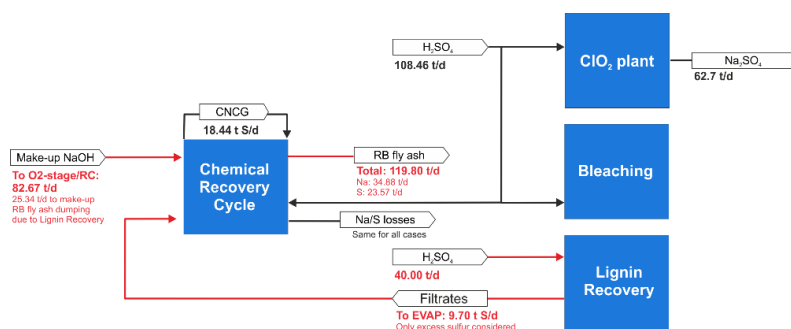 H₂SO₄
108.46 t/d
ClO₂ plant
Na₂SO₄
62.7 t/d
CNCG
18.44 t S/d
Make-up NaOH
To O2-stage/RC:
82.67 t/d
25.34 t/d to make-up
RB fly ash dumping
due to Lignin Recovery
Chemical
Recovery
Cycle
RB fly ash
Total: 119.80 t/d
Na: 34.88 t/d
S: 23.57 t/d
Bleaching
Na/S losses
Same for all cases
H₂SO₄
40.00 t/d
Lignin
Recovery
Filtrates
To EVAP: 9.70 t S/d
Only excess sulfur considered